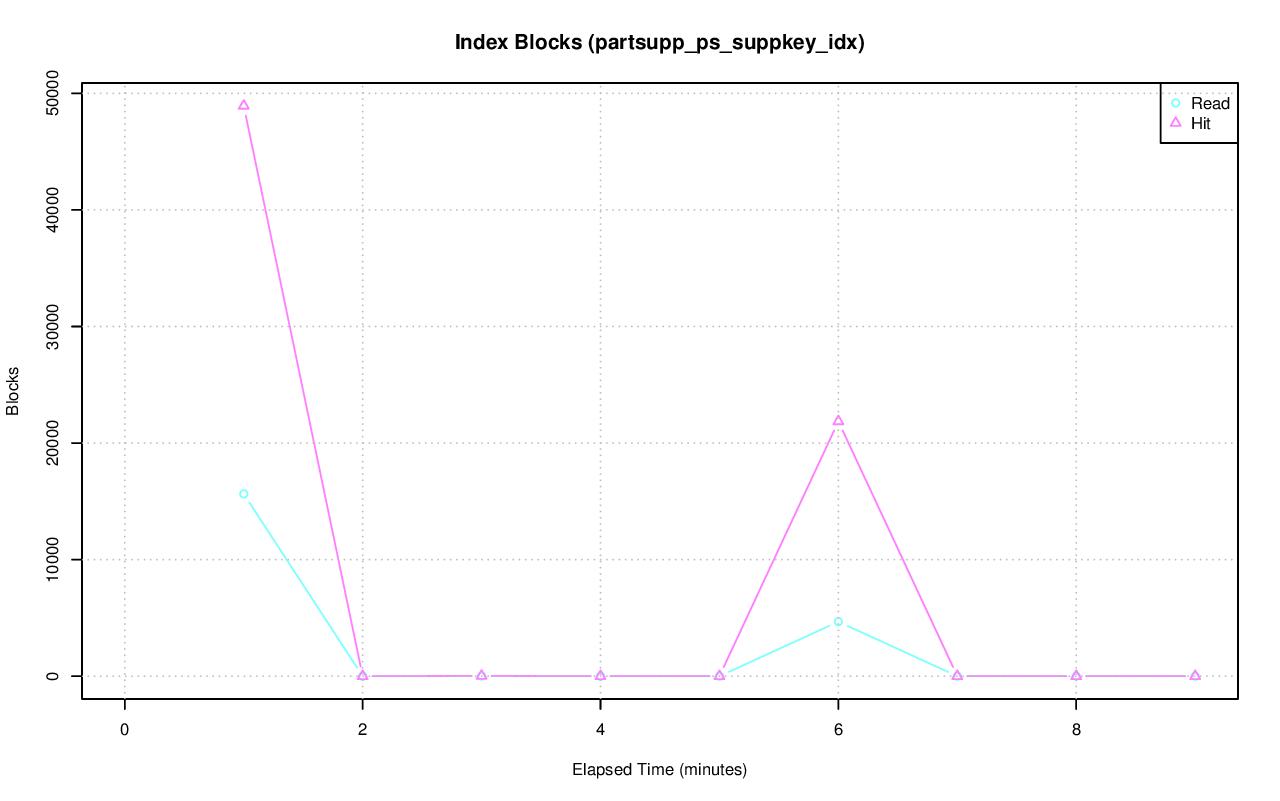 Index Blocks (partsupp_ps_suppkey_idx)
Read
Hit
50000
40000
30000
20000
10000
0
Blocks
0 2 4 6 8
Elapsed Time (minutes)